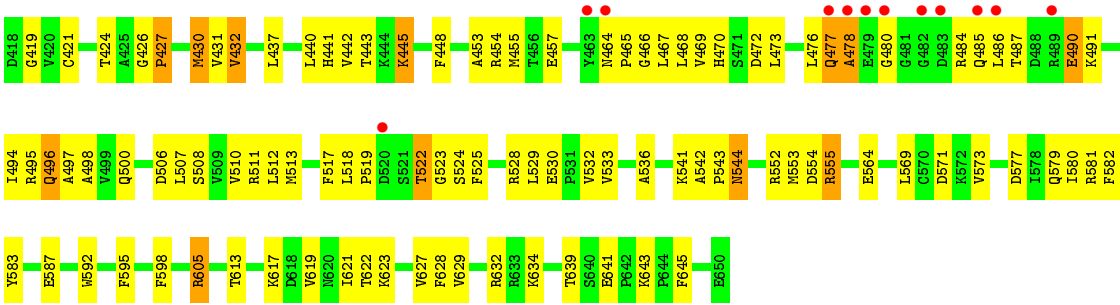 D418 G419 V420 C421 T424 A425 G426 P427 M430 V431 V432 L437 L440 H441 V442 T443 K444 K445 F448 A453 R454 M455 T456 E457 Y463 N464 P465 G466 L467 L468 V469 H470 S471 D472 L473 L476 Q477 A478 E479 G480 G481 G482 D483 R484 Q485 L486 T487 D488 R489 E490 K491
I494 R495 Q496 A497 A498 V499 Q500 D506 L507 S508 V509 V510 R511 L512 M513 F517 L518 P519 D520 S521 T522 G523 S524 F525 R528 L529 E530 P531 V532 V533 A536 K541 A542 P543 N544 R552 M553 D554 R555 E564 L569 C570 D571 K572 V573 D577 I578 Q579 I580 R581 F582
Y583 E587 W592 F595 F598 R605 T613 K617 D618 V619 N620 I621 T622 K623 V627 F628 V629 R632 R633 K634 T639 S640 E641 P642 K643 P644 F645 E650